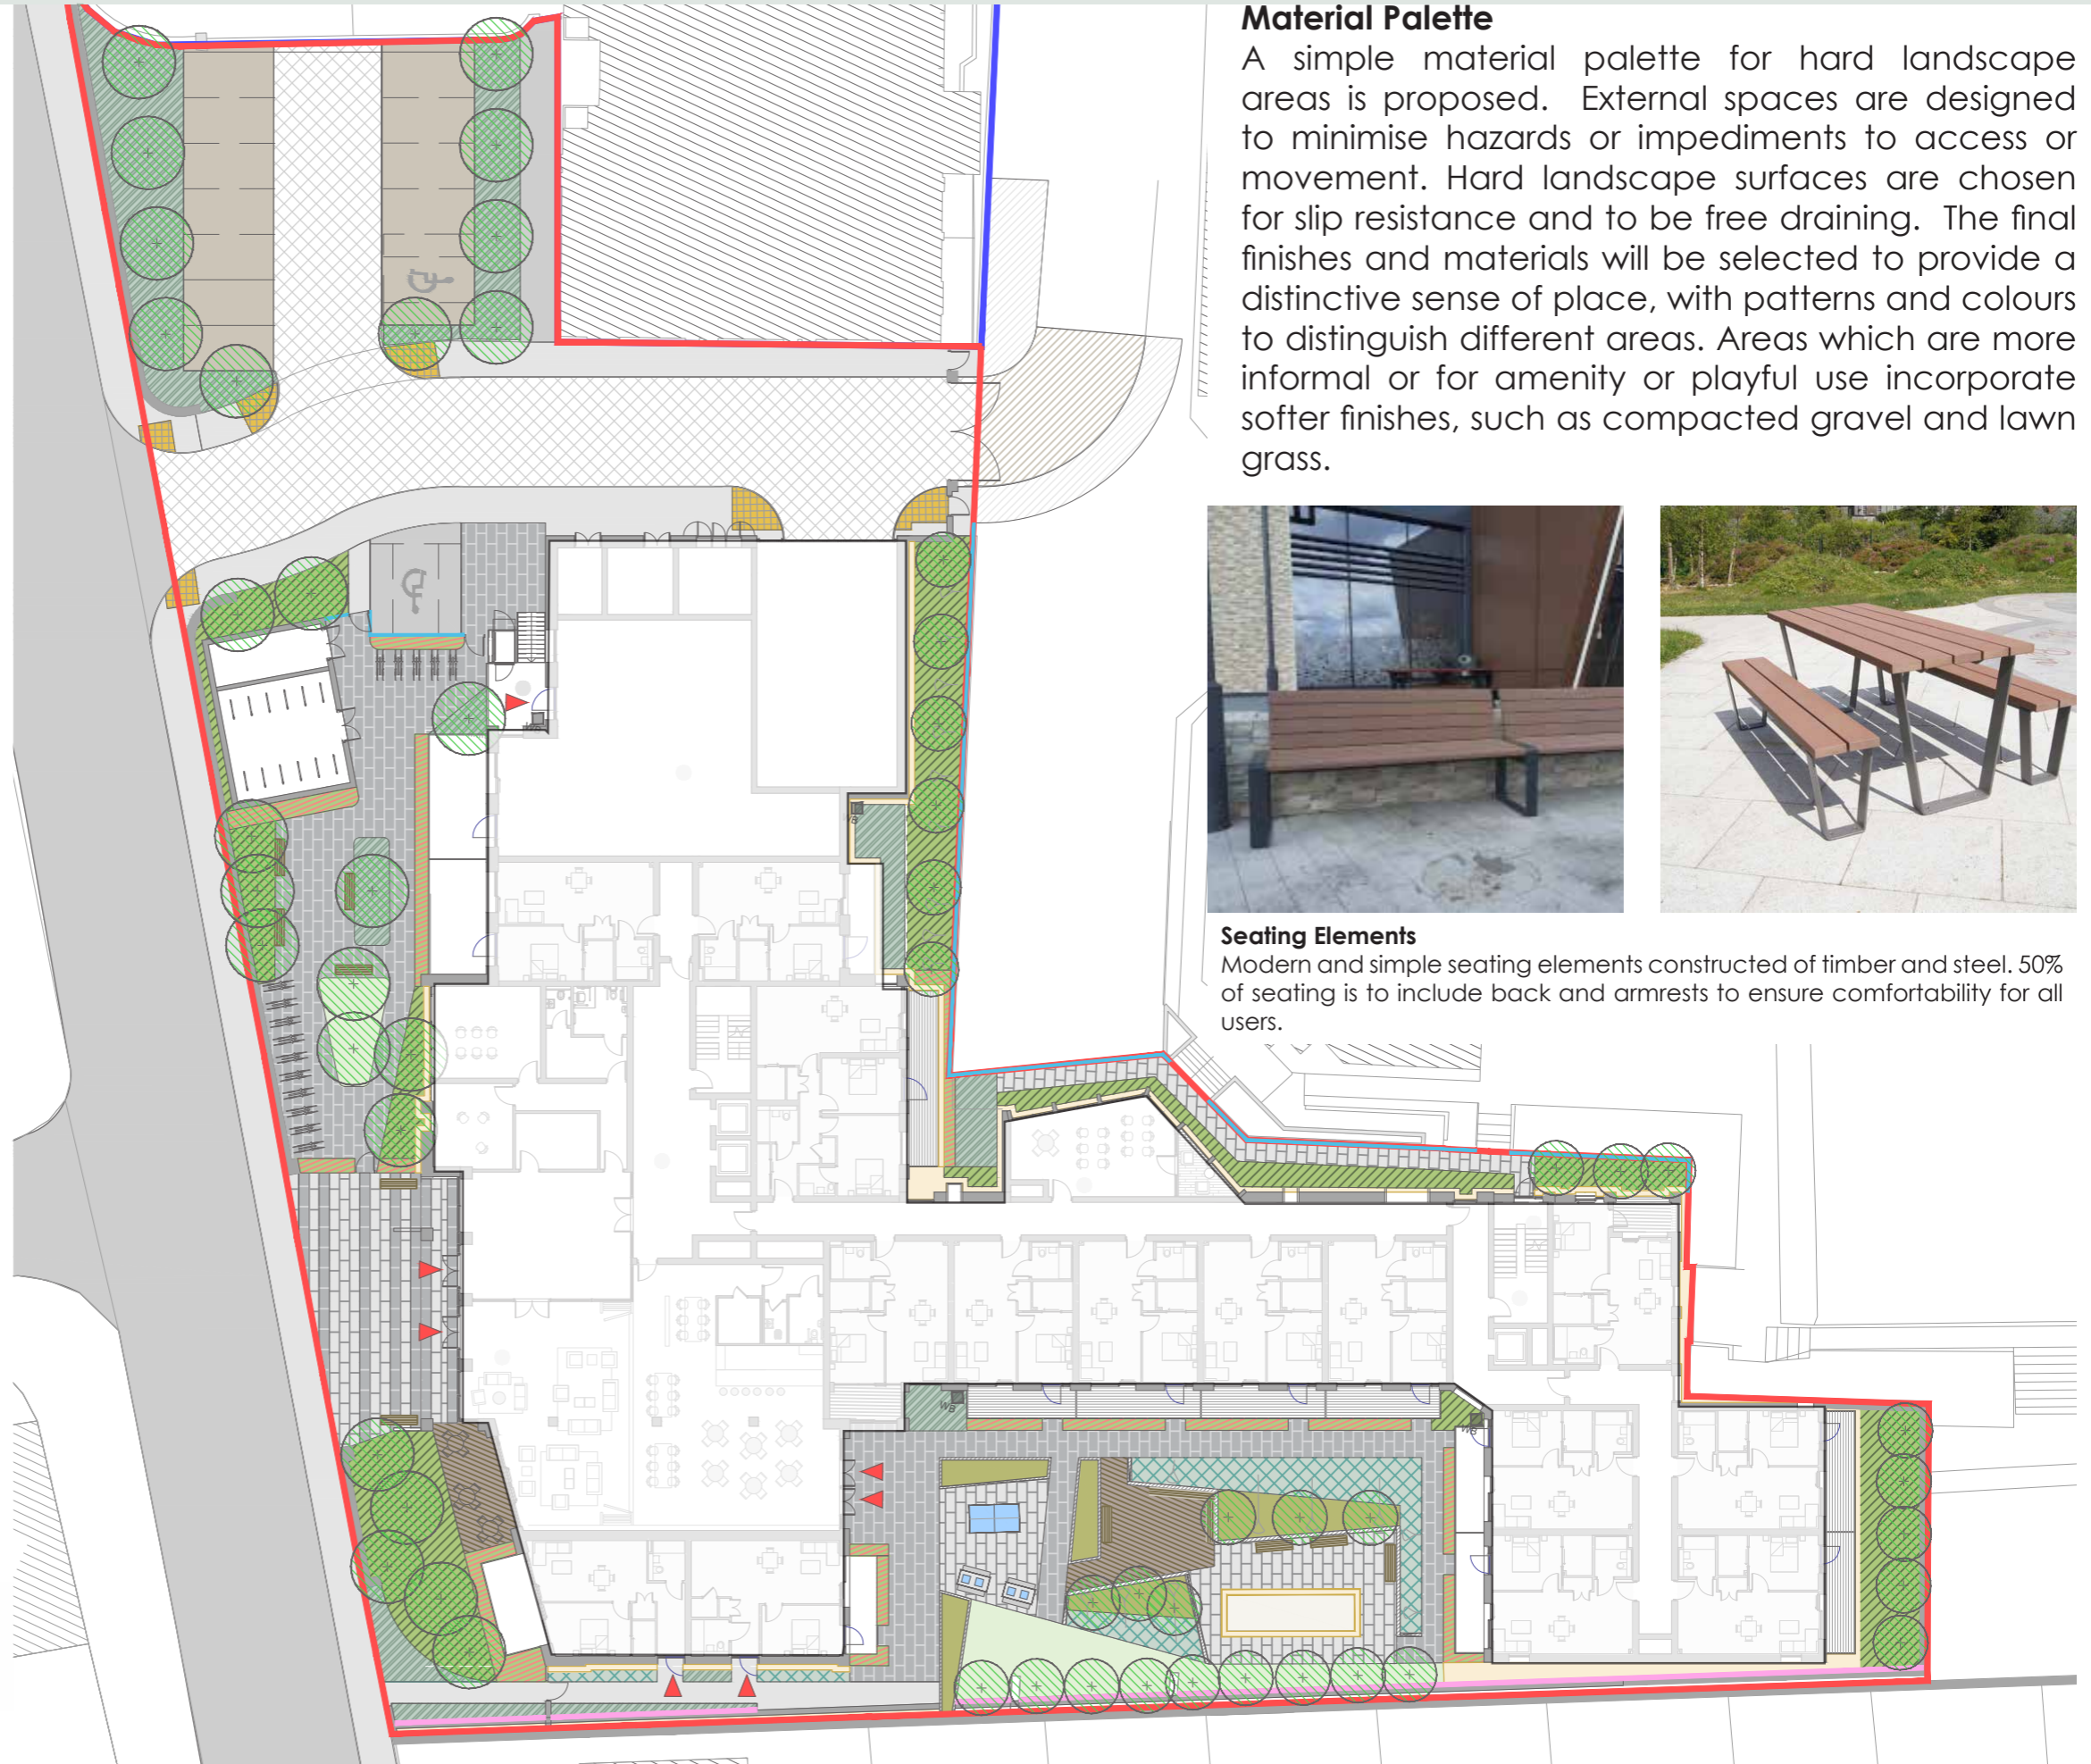 Material Palette
A simple material palette for hard landscape
areas is proposed. External spaces are designed
to minimise hazards or impediments to access or
movement. Hard landscape surfaces are chosen
for slip resistance and to be free draining. The final
finishes and materials will be selected to provide a
distinctive sense of place, with patterns and colours
to distinguish different areas. Areas which are more
informal or for amenity or playful use incorporate
softer finishes, such as compacted gravel and lawn
grass.
Seating Elements
Modern and simple seating elements constructed of timber and steel. 50%
of seating is to include back and armrests to ensure comfortability for all
users.
WB
WB
WB